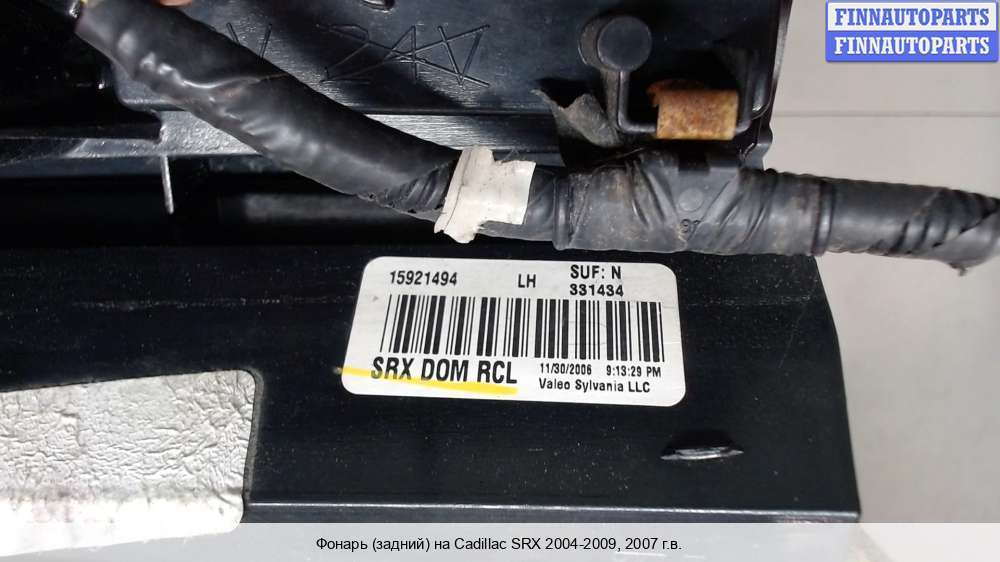 FINNAUTOPARTS
FINNAUTOPARTS
15921494 LH SUF: N
331434
SRX DOM RCL 11/30/2006 9:13:29 PM
Valeo Sylvania LLC
Фонарь (задний) на Cadillac SRX 2004-2009, 2007 г.в.